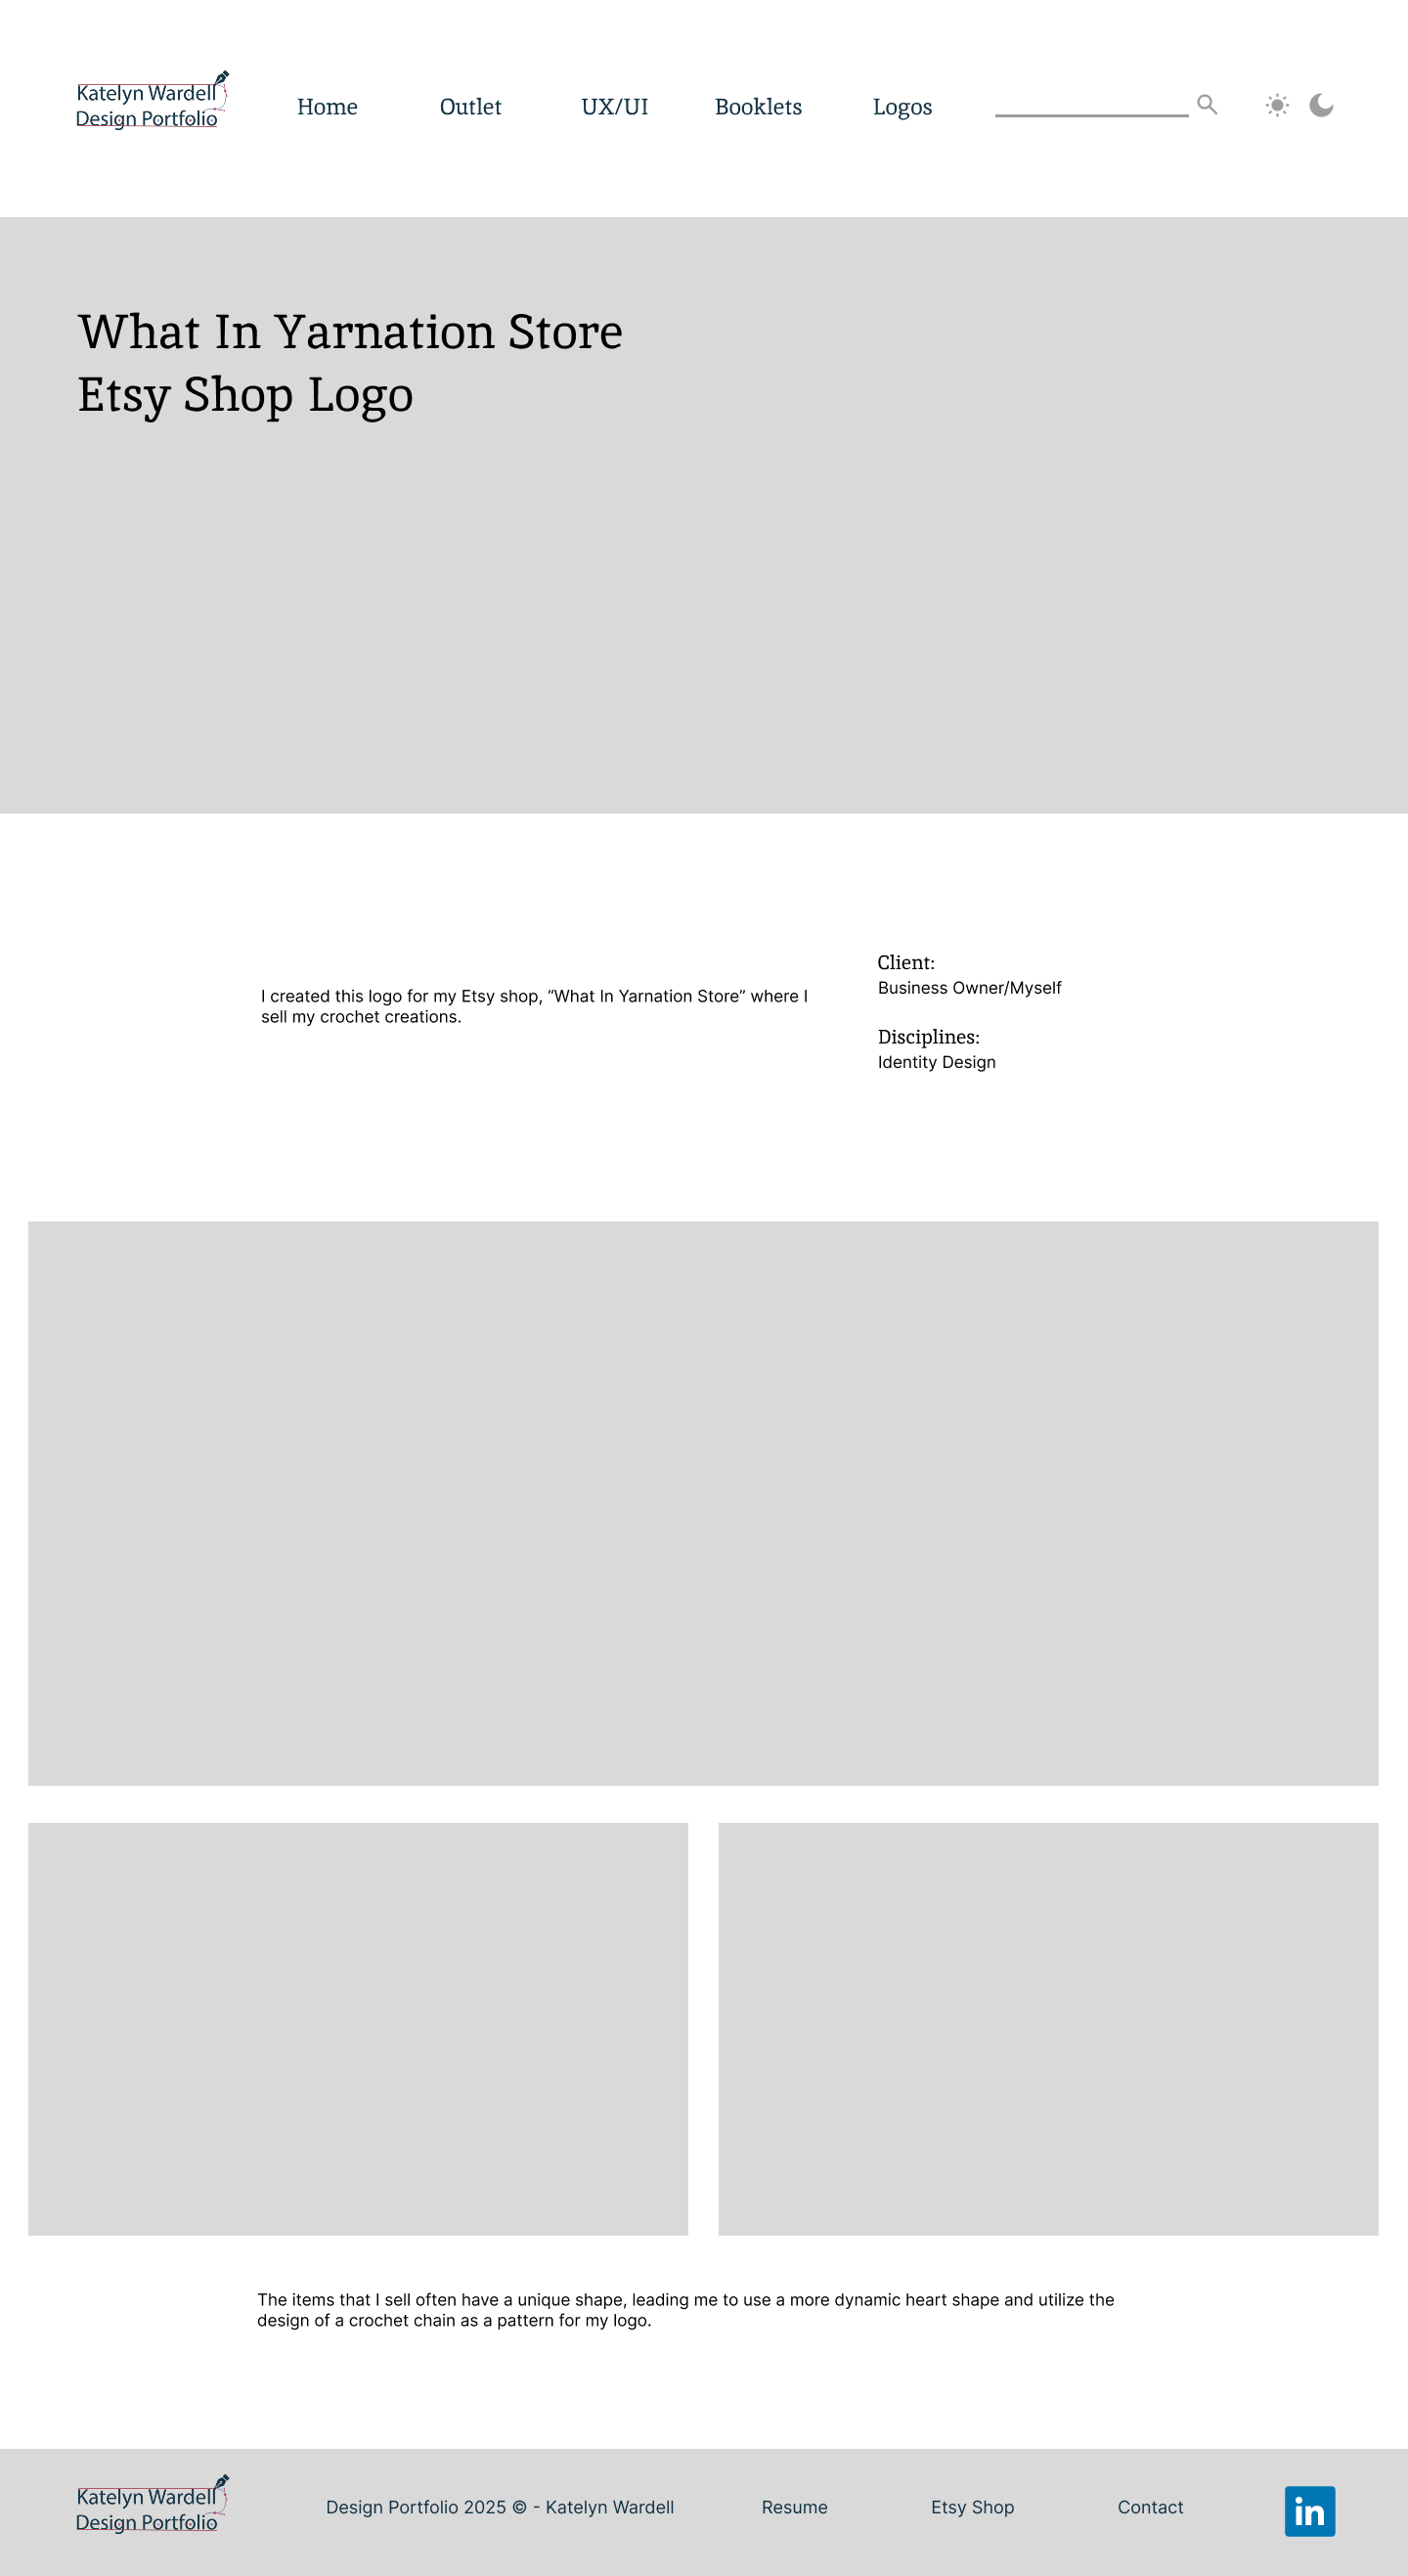 Katelyn Wardell
Design Portfolio
Home
Outlet
UX/UI
Booklets
Logos
What In Yarnation Store
Etsy Shop Logo
I created this logo for my Etsy shop, “What In Yarnation Store” where I
sell my crochet creations.
Client:
Business Owner/Myself
Disciplines:
Identity Design
The items that I sell often have a unique shape, leading me to use a more dynamic heart shape and utilize the
design of a crochet chain as a pattern for my logo.
Katelyn Wardell
Design Portfolio
Design Portfolio 2025 © - Katelyn Wardell
Resume
Etsy Shop
Contact
in